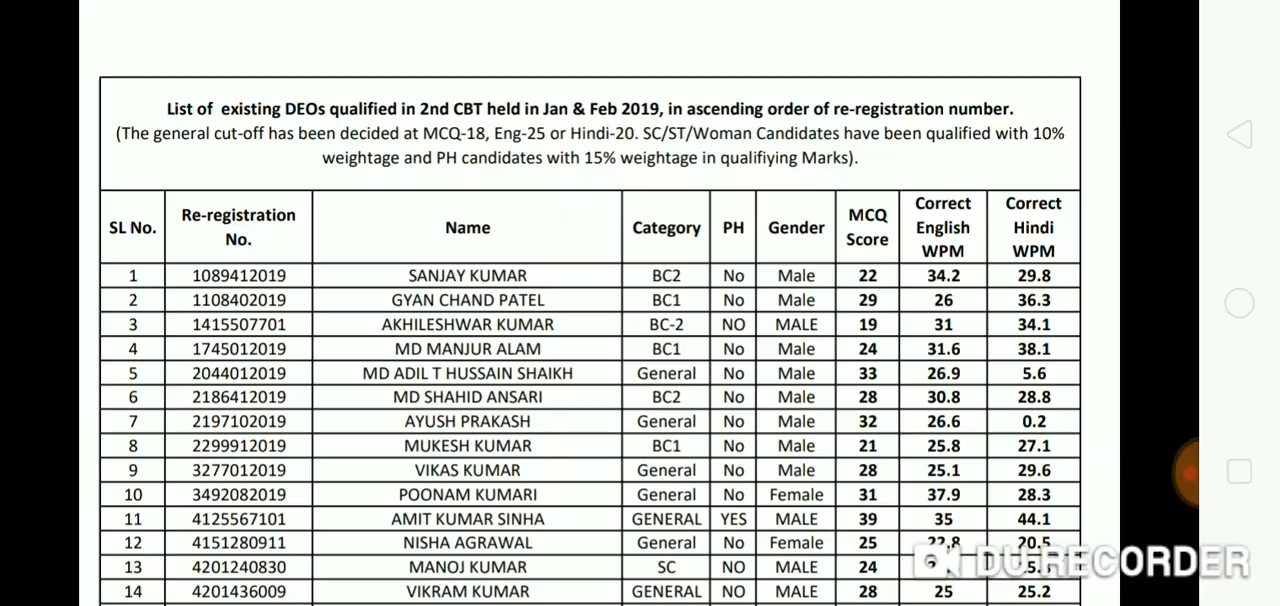 List of existing DEOs qualified in 2nd CBT held in Jan & Feb 2019, in ascending order of re-registration number.
(The general cut-off has been decided at MCQ-18, Eng-25 or Hindi-20. SC/ST/Woman Candidates have been qualified with 10%
weightage and PH candidates with 15% weightage in qualifiying Marks).
SL No. Re-registration No. Name Category PH Gender MCQ Score Correct English WPM Correct Hindi WPM
1 1089412019 SANJAY KUMAR BC2 No Male 22 34.2 29.8
2 1108402019 GYAN CHAND PATEL BC1 No Male 29 26 36.3
3 1415507701 AKHILESHWAR KUMAR BC-2 NO MALE 19 31 34.1
4 1745012019 MD MANJUR ALAM BC1 No Male 24 31.6 38.1
5 2044012019 MD ADIL T HUSSAIN SHAIKH General No Male 33 26.9 5.6
6 2186412019 MD SHAHID ANSARI BC2 No Male 28 30.8 28.8
7 2197102019 AYUSH PRAKASH General No Male 32 26.6 0.2
8 2299912019 MUKESH KUMAR BC1 No Male 21 25.8 27.1
9 3277012019 VIKAS KUMAR General No Male 28 25.1 29.6
10 3492082019 POONAM KUMARI General No Female 31 37.9 28.3
11 4125567101 AMIT KUMAR SINHA GENERAL YES MALE 39 35 44.1
12 4151280911 NISHA AGRAWAL General No Female 25 20.5
13 4201240830 MANOJ KUMAR SC NO MALE 24
14 4201436009 VIKRAM KUMAR GENERAL NO MALE 28 25 25.2
DU RECORDER